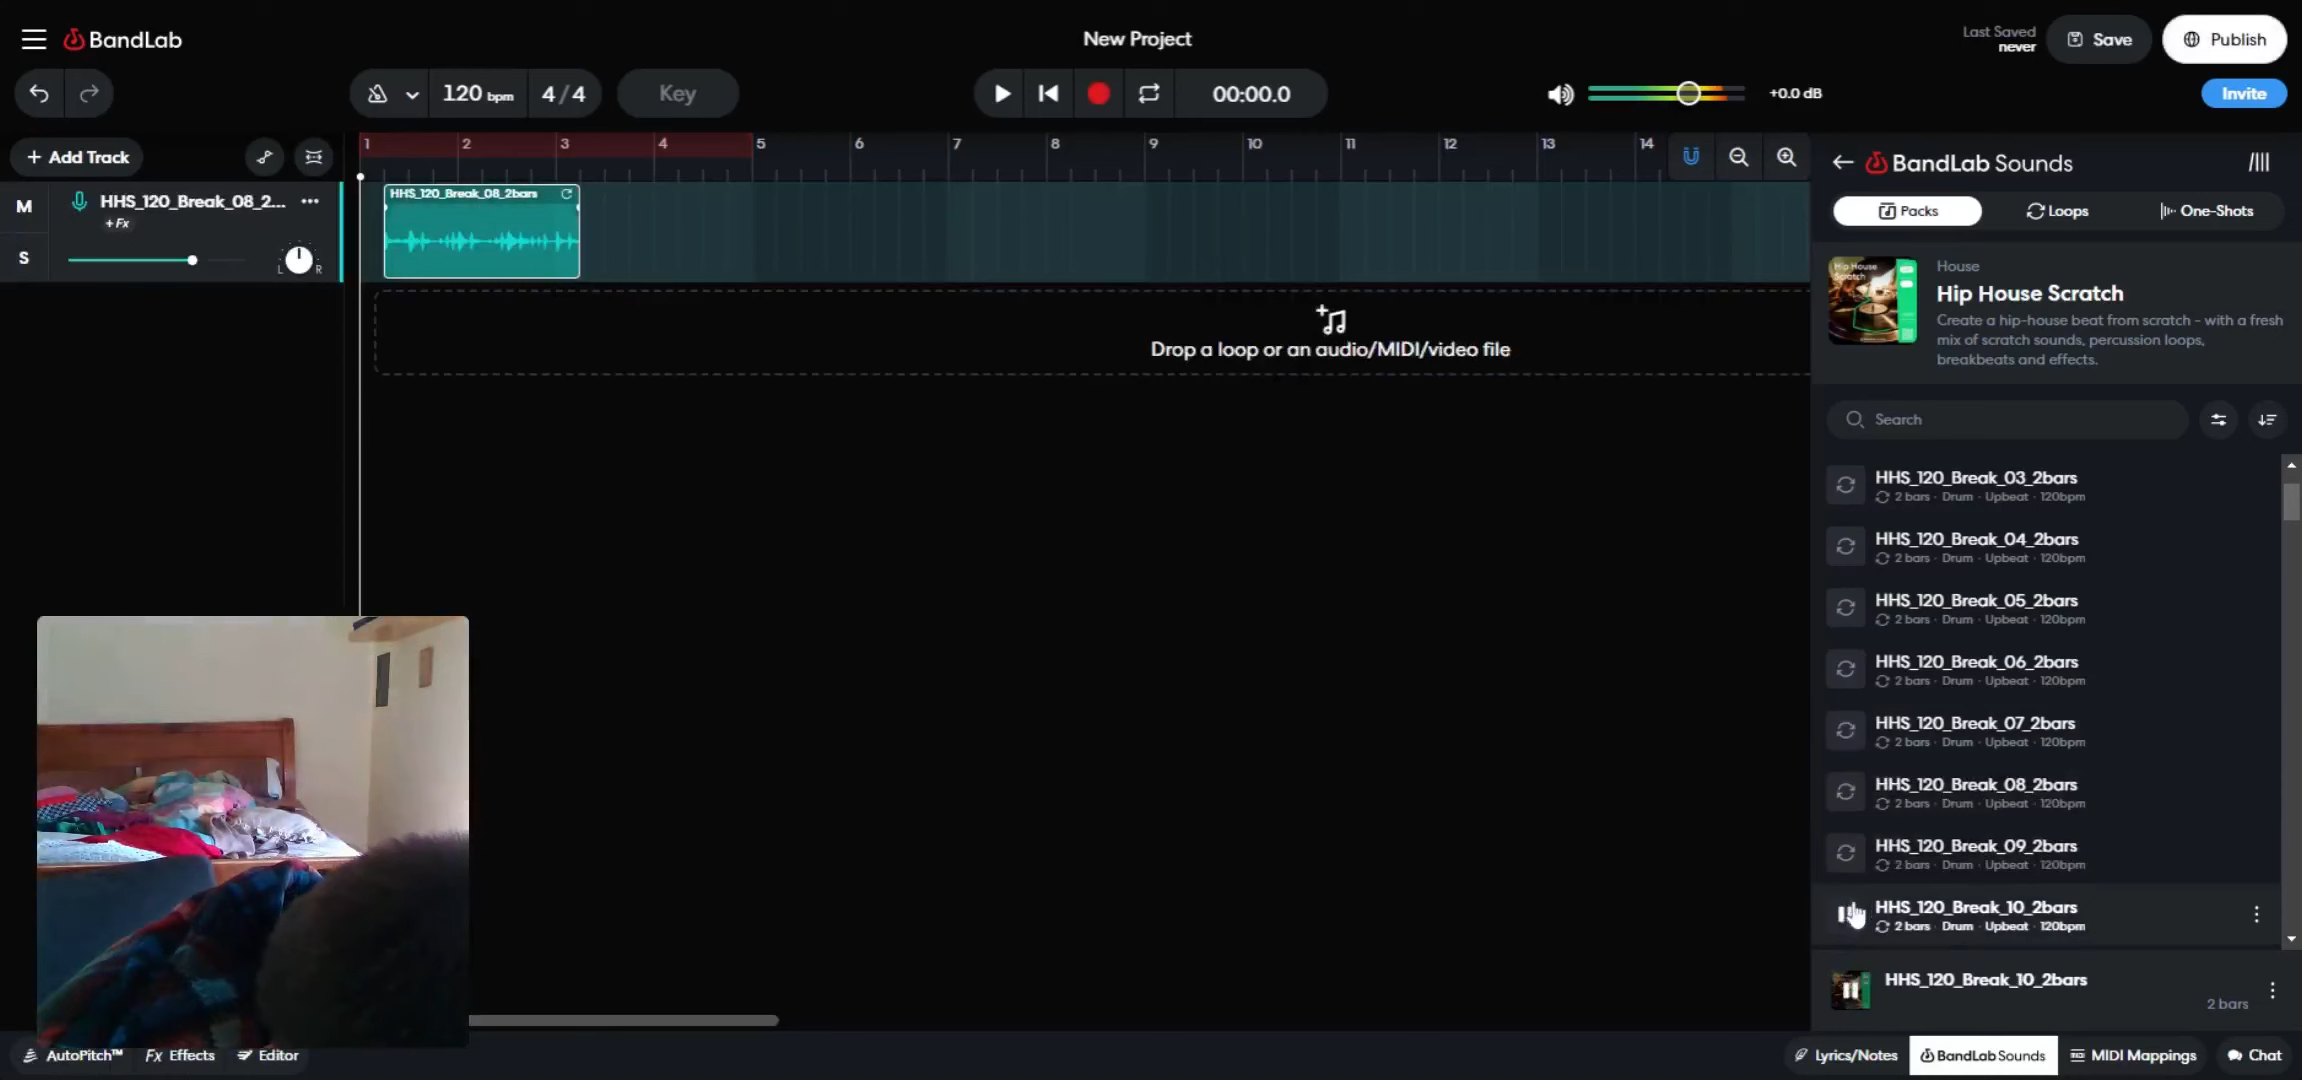 BandLab
New Project
Last Saved
never
Save
Publish
120 bpm
4/4
Key
00:00.0
+0.0 dB
Invite
+ Add Track
1 2 3 4 5 6 7 8 9 10 11 12 13 14
M
HHS_120_Break_08_2...
+Fx
S
L R
HHS_120_Break_08_2bars
Drop a loop or an audio/MIDI/video file
BandLab Sounds
Packs
Loops
One-Shots
Hip House
Scratch
House
Hip House Scratch
Create a hip-house beat from scratch - with a fresh
mix of scratch sounds, percussion loops,
breakbeats and effects.
Search
HHS_120_Break_03_2bars
2 bars · Drum · Upbeat · 120bpm
HHS_120_Break_04_2bars
2 bars · Drum · Upbeat · 120bpm
HHS_120_Break_05_2bars
2 bars · Drum · Upbeat · 120bpm
HHS_120_Break_06_2bars
2 bars · Drum · Upbeat · 120bpm
HHS_120_Break_07_2bars
2 bars · Drum · Upbeat · 120bpm
HHS_120_Break_08_2bars
2 bars · Drum · Upbeat · 120bpm
HHS_120_Break_09_2bars
2 bars · Drum · Upbeat · 120bpm
HHS_120_Break_10_2bars
2 bars · Drum · Upbeat · 120bpm
HHS_120_Break_10_2bars
2 bars
AutoPitch™
Fx Effects
Editor
Lyrics/Notes
BandLab Sounds
MIDI Mappings
Chat